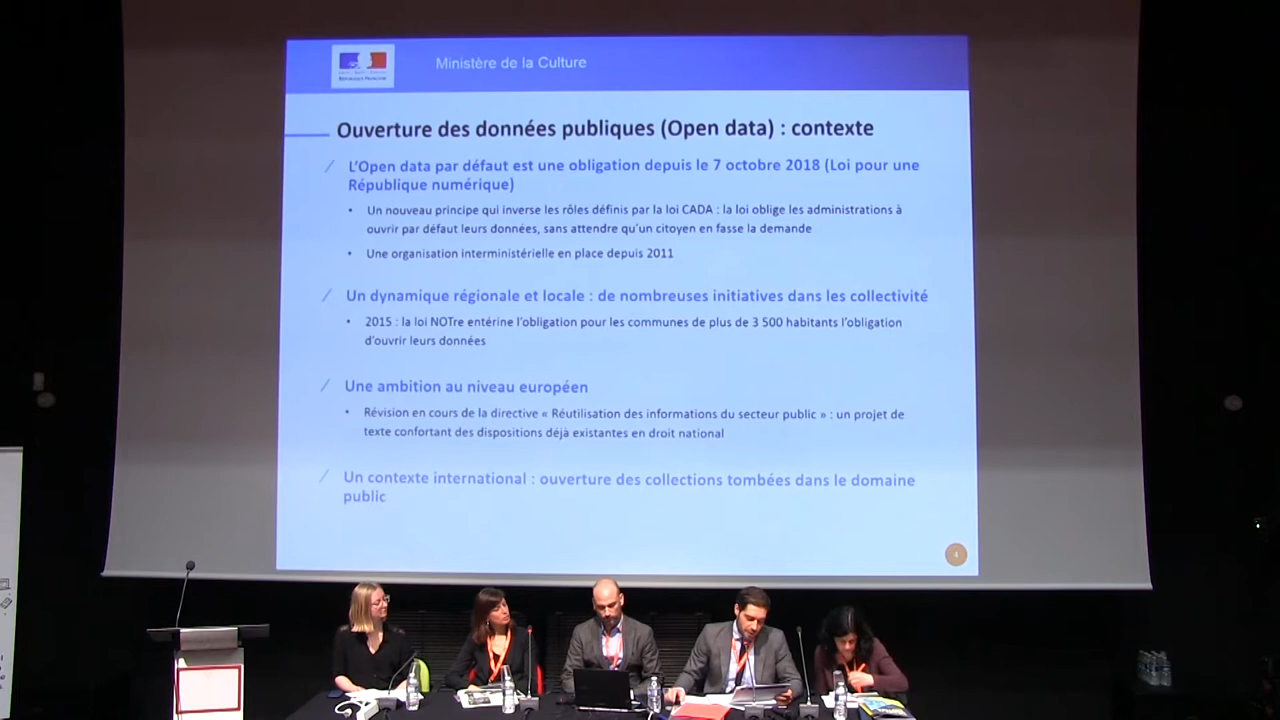 Ministère de la Culture
RÉPUBLIQUE FRANÇAISE
Ouverture des données publiques (Open data) : contexte
L'Open data par défaut est une obligation depuis le 7 octobre 2018 (Loi pour une
République numérique)
• Un nouveau principe qui inverse les rôles définis par la loi CADA : la loi oblige les administrations à
ouvrir par défaut leurs données, sans attendre qu'un citoyen en fasse la demande
• Une organisation interministérielle en place depuis 2011
Un dynamique régionale et locale : de nombreuses initiatives dans les collectivité
• 2015 : la loi NOTre entérine l'obligation pour les communes de plus de 3 500 habitants l'obligation
d'ouvrir leurs données
Une ambition au niveau européen
• Révision en cours de la directive « Réutilisation des informations du secteur public » : un projet de
texte confortant des dispositions déjà existantes en droit national
Un contexte international : ouverture des collections tombées dans le domaine
public
4